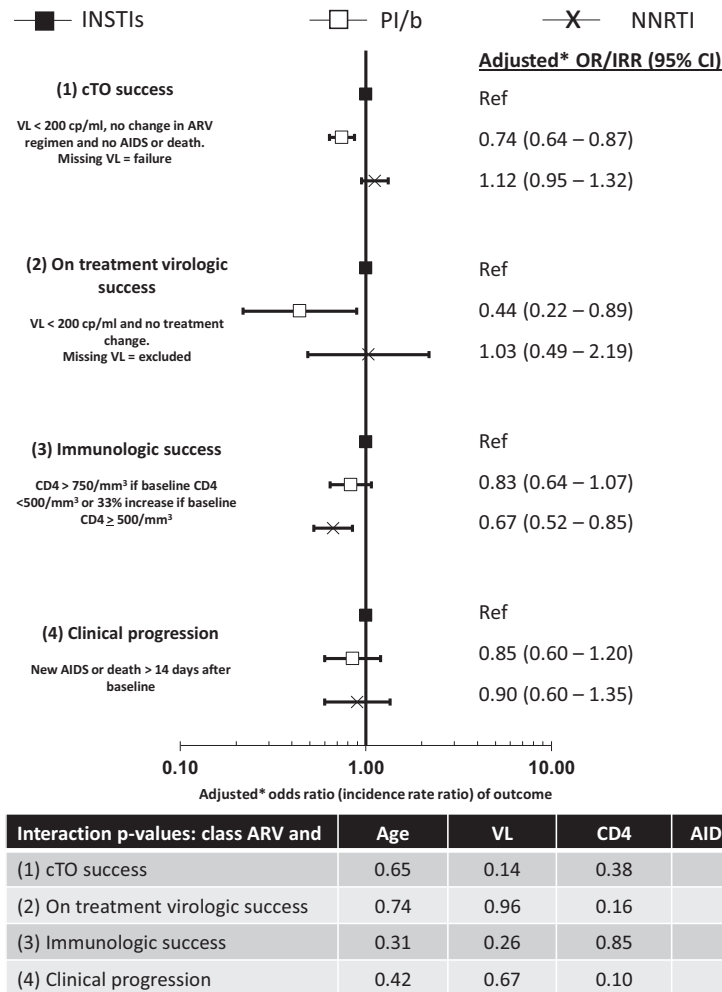 INSTIs PI/b NNRTI
Adjusted* OR/IRR (95% CI)
(1) cTO success
Ref
VL < 200 cp/ml, no change in ARV
regimen and no AIDS or death.
Missing VL = failure
0.74 (0.64 – 0.87)
1.12 (0.95 – 1.32)
(2) On treatment virologic
success
Ref
VL < 200 cp/ml and no treatment
change.
Missing VL = excluded
0.44 (0.22 – 0.89)
1.03 (0.49 – 2.19)
(3) Immunologic success
Ref
CD4 > 750/mm³ if baseline CD4
<500/mm³ or 33% increase if baseline
CD4 ≥ 500/mm³
0.83 (0.64 – 1.07)
0.67 (0.52 – 0.85)
(4) Clinical progression
Ref
New AIDS or death > 14 days after
baseline
0.85 (0.60 – 1.20)
0.90 (0.60 – 1.35)
0.10 1.00 10.00
Adjusted* odds ratio (incidence rate ratio) of outcome
Interaction p-values: class ARV and Age VL CD4 AID
(1) cTO success 0.65 0.14 0.38
(2) On treatment virologic success 0.74 0.96 0.16
(3) Immunologic success 0.31 0.26 0.85
(4) Clinical progression 0.42 0.67 0.10